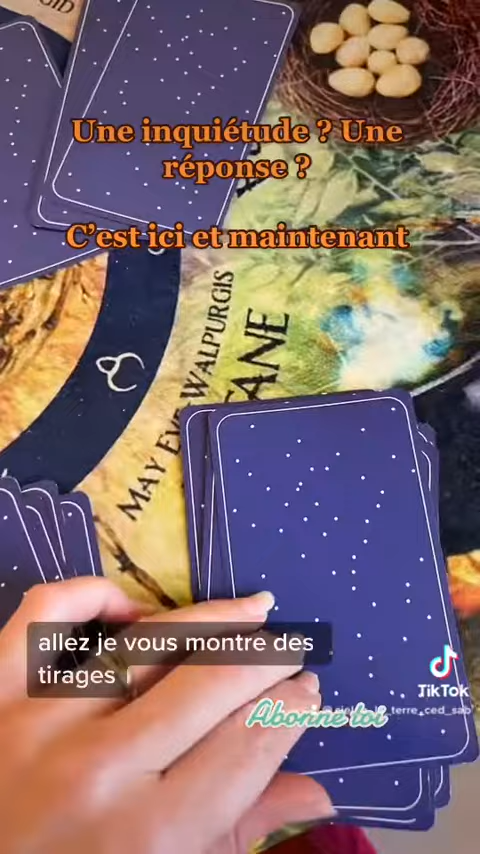 Une inquiétude ? Une
réponse ?
C'est ici et maintenant
MAY EVE-WALPURGIS
TANE
allez je vous montre des
tirages
TikTok
Abonne toi